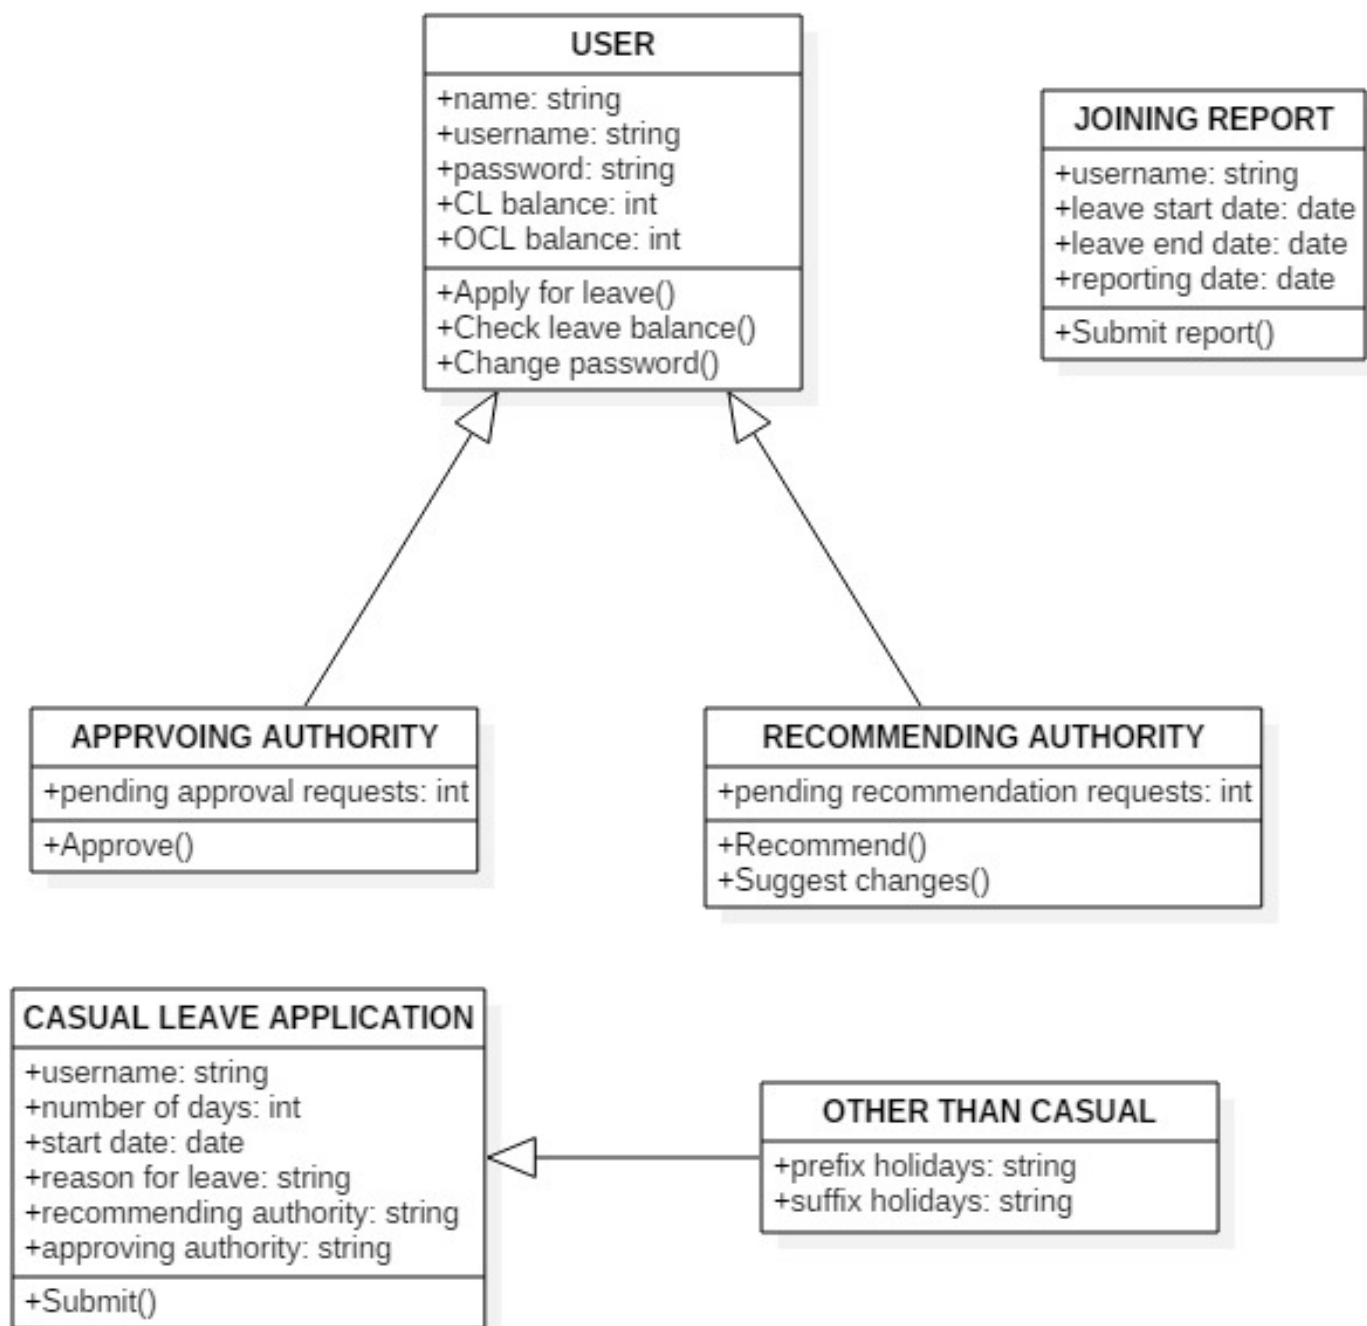 USER
+name: string
+username: string
+password: string
+CL balance: int
+OCL balance: int
+Apply for leave()
+Check leave balance()
+Change password()
JOINING REPORT
+username: string
+leave start date: date
+leave end date: date
+reporting date: date
+Submit report()
APPRVOING AUTHORITY
+pending approval requests: int
+Approve()
RECOMMENDING AUTHORITY
+pending recommendation requests: int
+Recommend()
+Suggest changes()
CASUAL LEAVE APPLICATION
+username: string
+number of days: int
+start date: date
+reason for leave: string
+recommending authority: string
+approving authority: string
+Submit()
OTHER THAN CASUAL
+prefix holidays: string
+suffix holidays: string